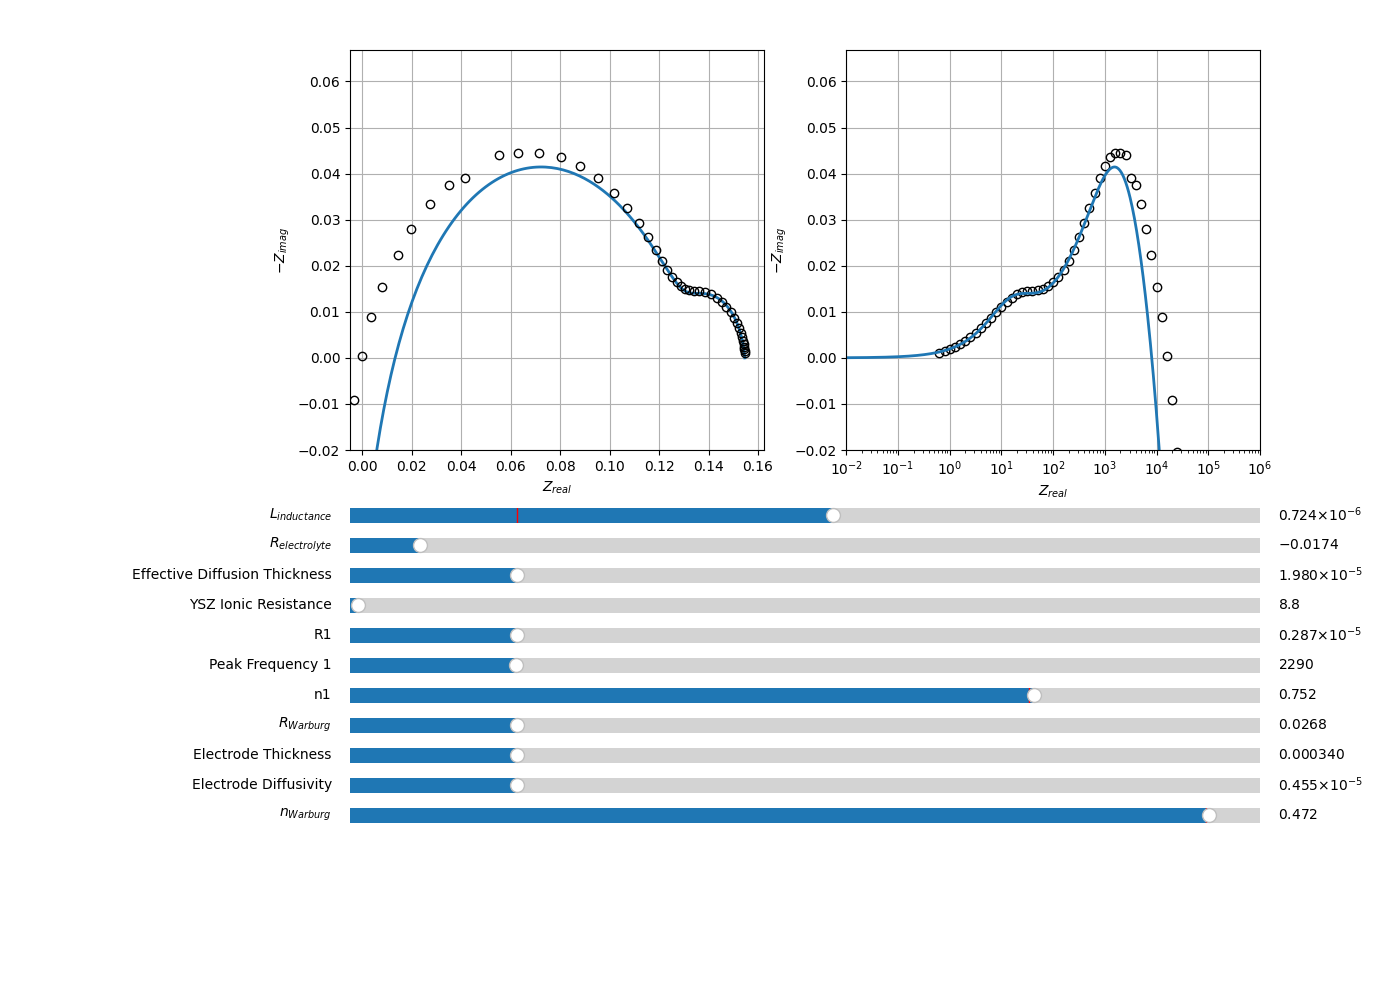 0.06
0.05
0.04
0.03
0.02
0.01
0.00
−0.01
−0.02
−Z_imag
0.00 0.02 0.04 0.06 0.08 0.10 0.12 0.14 0.16
Z_real
0.06
0.05
0.04
0.03
0.02
0.01
0.00
−0.01
−0.02
−Z_imag
10^−2 10^−1 10^0 10^1 10^2 10^3 10^4 10^5 10^6
Z_real
L_inductance 0.724×10^−6
R_electrolyte −0.0174
Effective Diffusion Thickness 1.980×10^−5
YSZ Ionic Resistance 8.8
R1 0.287×10^−5
Peak Frequency 1 2290
n1 0.752
R_Warburg 0.0268
Electrode Thickness 0.000340
Electrode Diffusivity 0.455×10^−5
n_Warburg 0.472